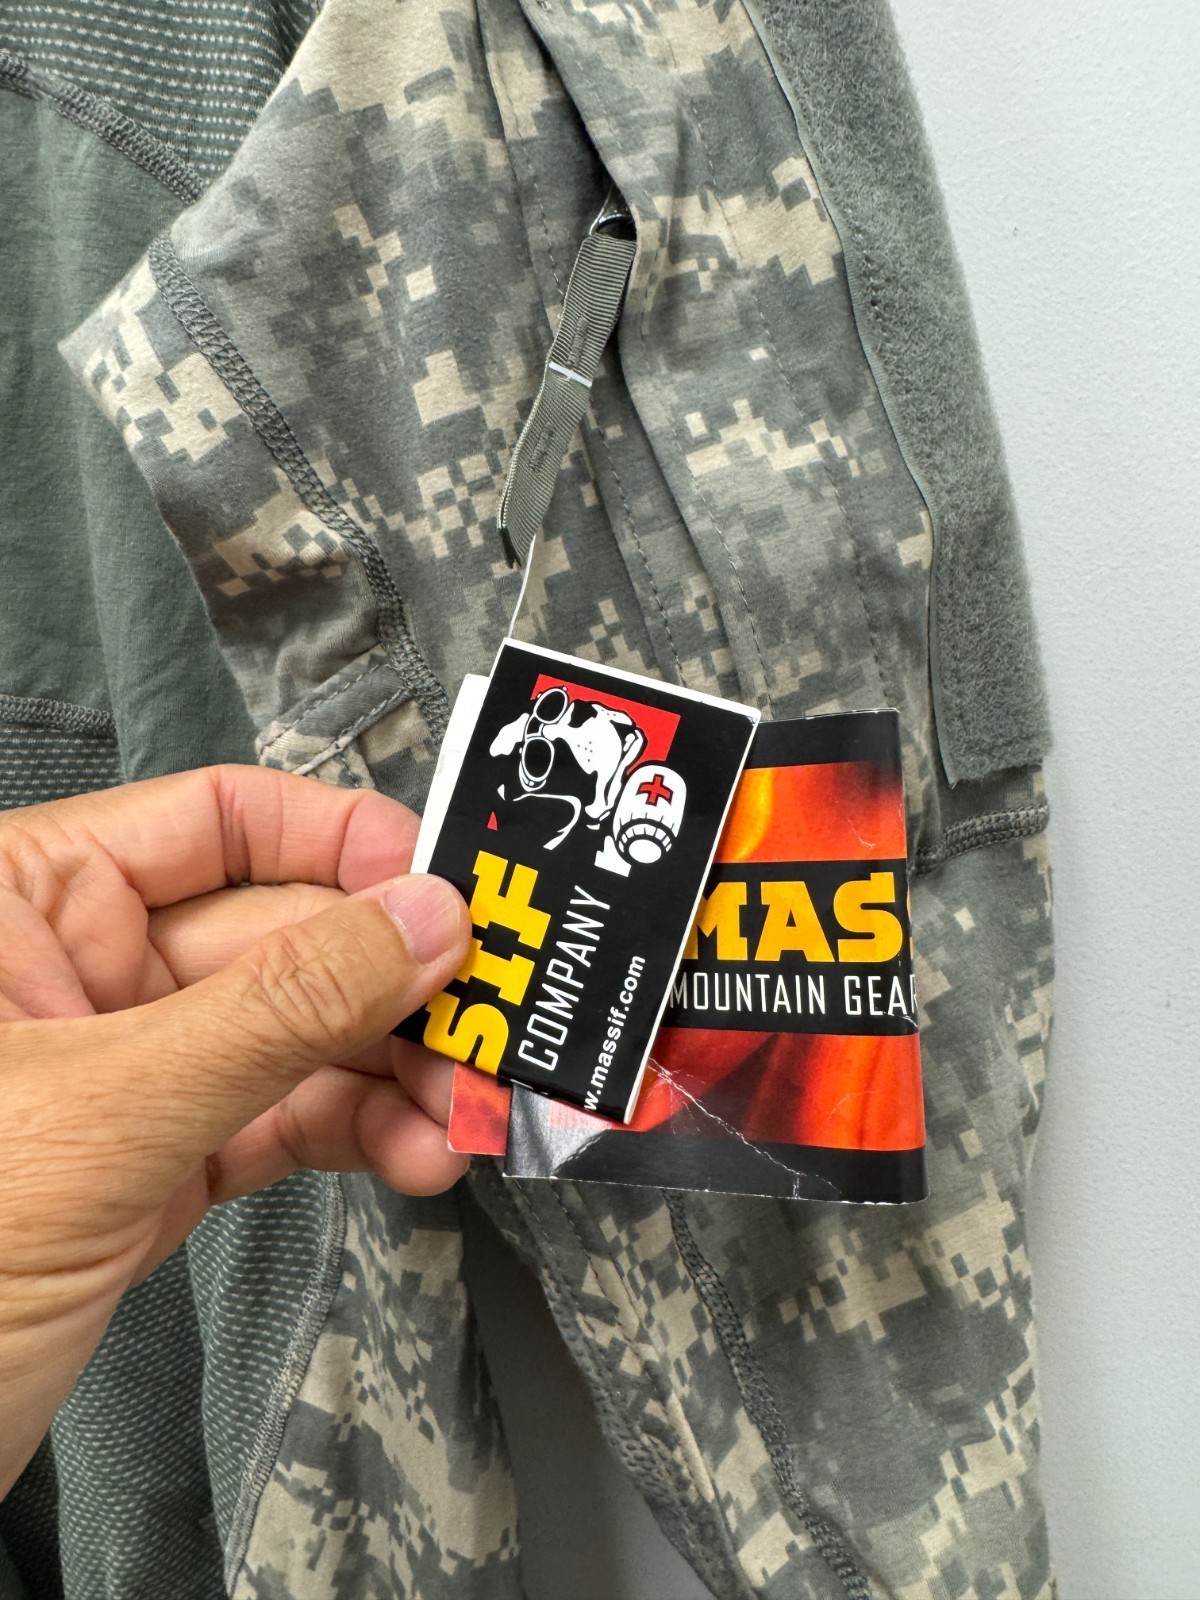 SIF
COMPANY
w.massif.com
MAS
MOUNTAIN GEAR